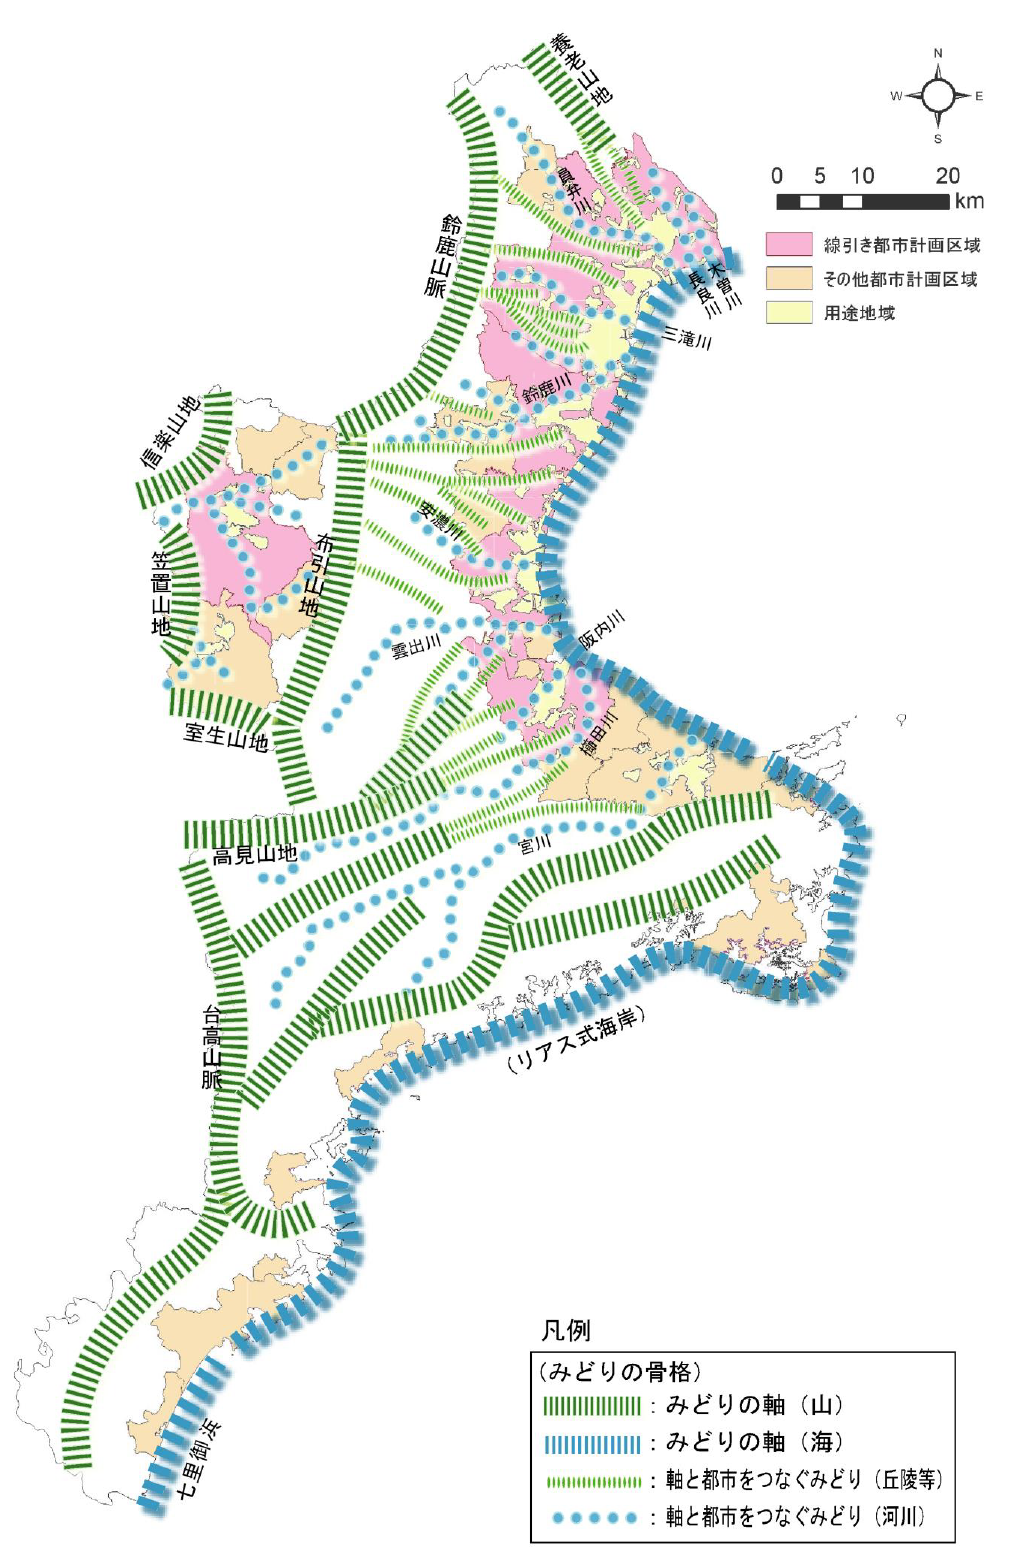 養老山地
N
W
E
S
0 5 10 20
km
線引き都市計画区域
その他都市計画区域
用途地域
員弁川
鈴鹿山脈
木曽川
長良川
三滝川
鈴鹿川
信楽山地
安濃川
布引山地
笠置山地
雲出川
阪内川
櫛田川
室生山地
高見山地
宮川
台高山脈
(リアス式海岸)
七里御浜
凡例
(みどりの骨格)
：みどりの軸（山）
：みどりの軸（海）
：軸と都市をつなぐみどり（丘陵等）
：軸と都市をつなぐみどり（河川）